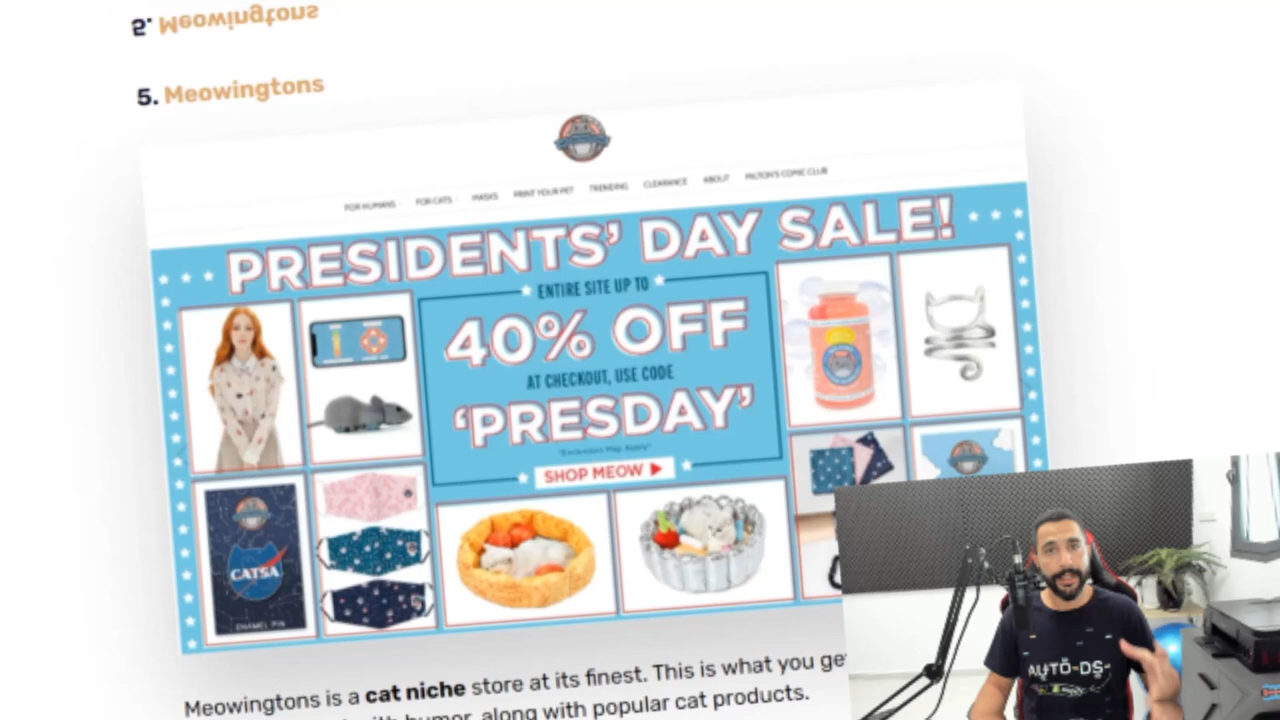 5. Meowingtons
5. Meowingtons
FOR HUMANS FOR CATS MASKS PRINT YOUR PET TRENDING CLEARANCE ABOUT MILTON'S COMIC CLUB
PRESIDENTS' DAY SALE!
ENTIRE SITE UP TO
40% OFF
AT CHECKOUT, USE CODE
'PRESDAY'
*Exclusions May Apply*
SHOP MEOW
CATSA
ENAMEL PIN
AUTO-DS
Meowingtons is a cat niche store at its finest. This is what you ge
with humor, along with popular cat products.